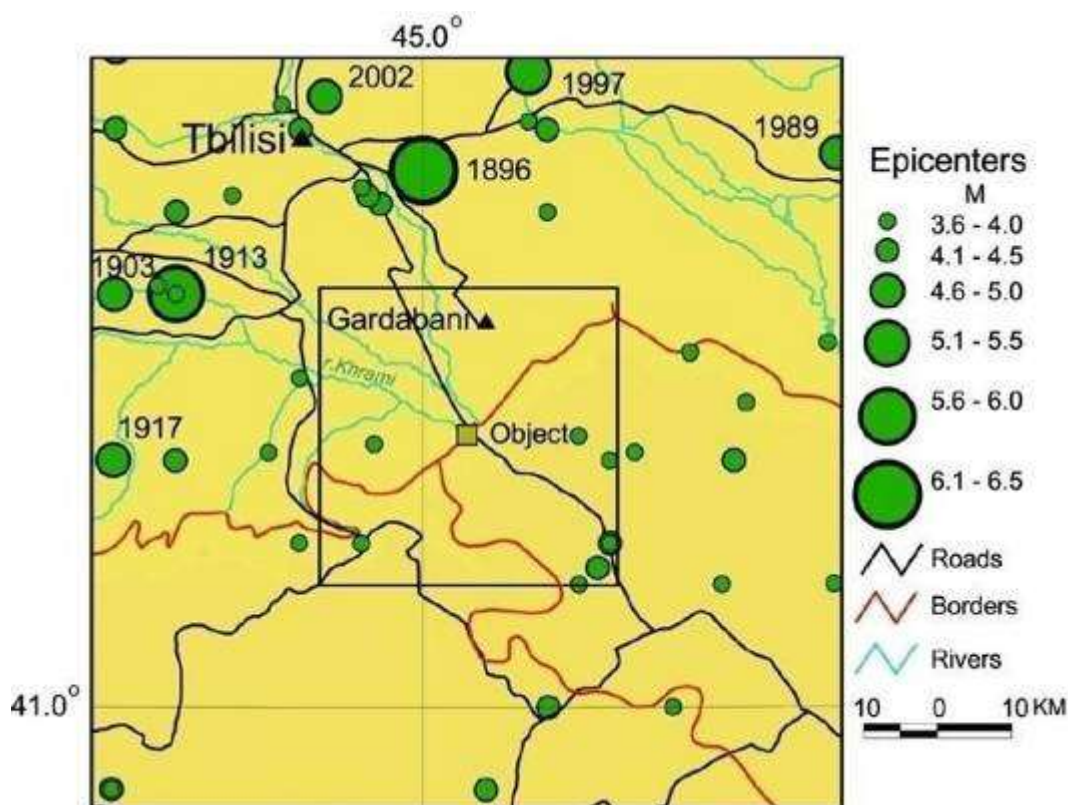 45.0°
2002
1997
Tbilisi
1989
1896
1903
1913
Gardabani
r.Khrami
1917
Object
41.0°
Epicenters
M
3.6 - 4.0
4.1 - 4.5
4.6 - 5.0
5.1 - 5.5
5.6 - 6.0
6.1 - 6.5
Roads
Borders
Rivers
10 0 10 KM